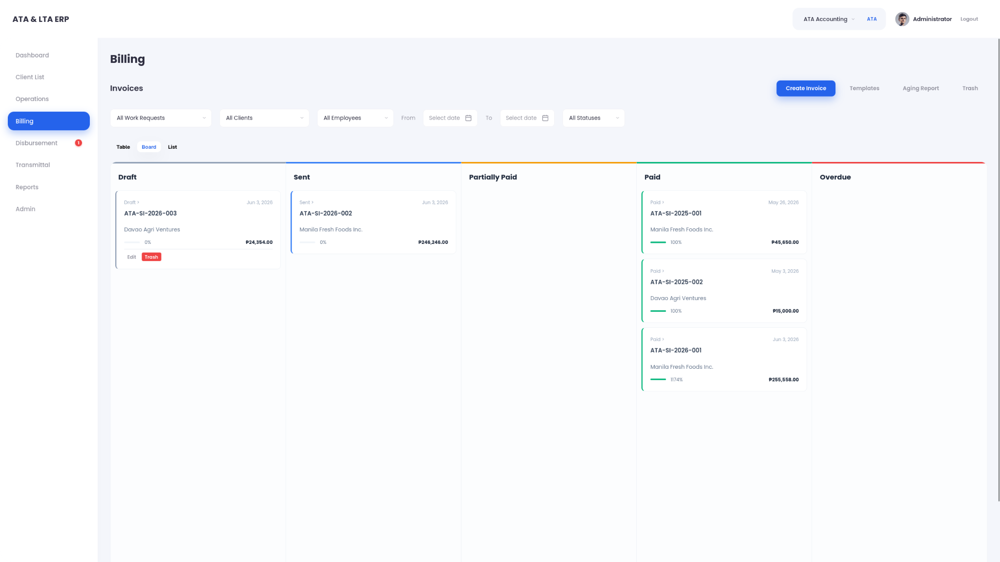 ATA & LTA ERP
ATA Accounting
ATA
Administrator
Logout
Dashboard
Client List
Operations
Billing
Disbursement
1
Transmittal
Reports
Admin
Billing
Invoices
Create Invoice
Templates
Aging Report
Trash
All Work Requests
All Clients
All Employees
From
Select date
To
Select date
All Statuses
Table
Board
List
Draft
Draft >
Jun 3, 2026
ATA-SI-2026-003
Davao Agri Ventures
0%
₱24,354.00
Edit
Trash
Sent
Sent >
Jun 3, 2026
ATA-SI-2026-002
Manila Fresh Foods Inc.
0%
₱246,246.00
Partially Paid
Paid
Paid >
May 26, 2026
ATA-SI-2025-001
Manila Fresh Foods Inc.
100%
₱45,650.00
Paid >
May 3, 2026
ATA-SI-2025-002
Davao Agri Ventures
100%
₱15,000.00
Paid >
Jun 3, 2026
ATA-SI-2026-001
Manila Fresh Foods Inc.
1174%
₱255,558.00
Overdue